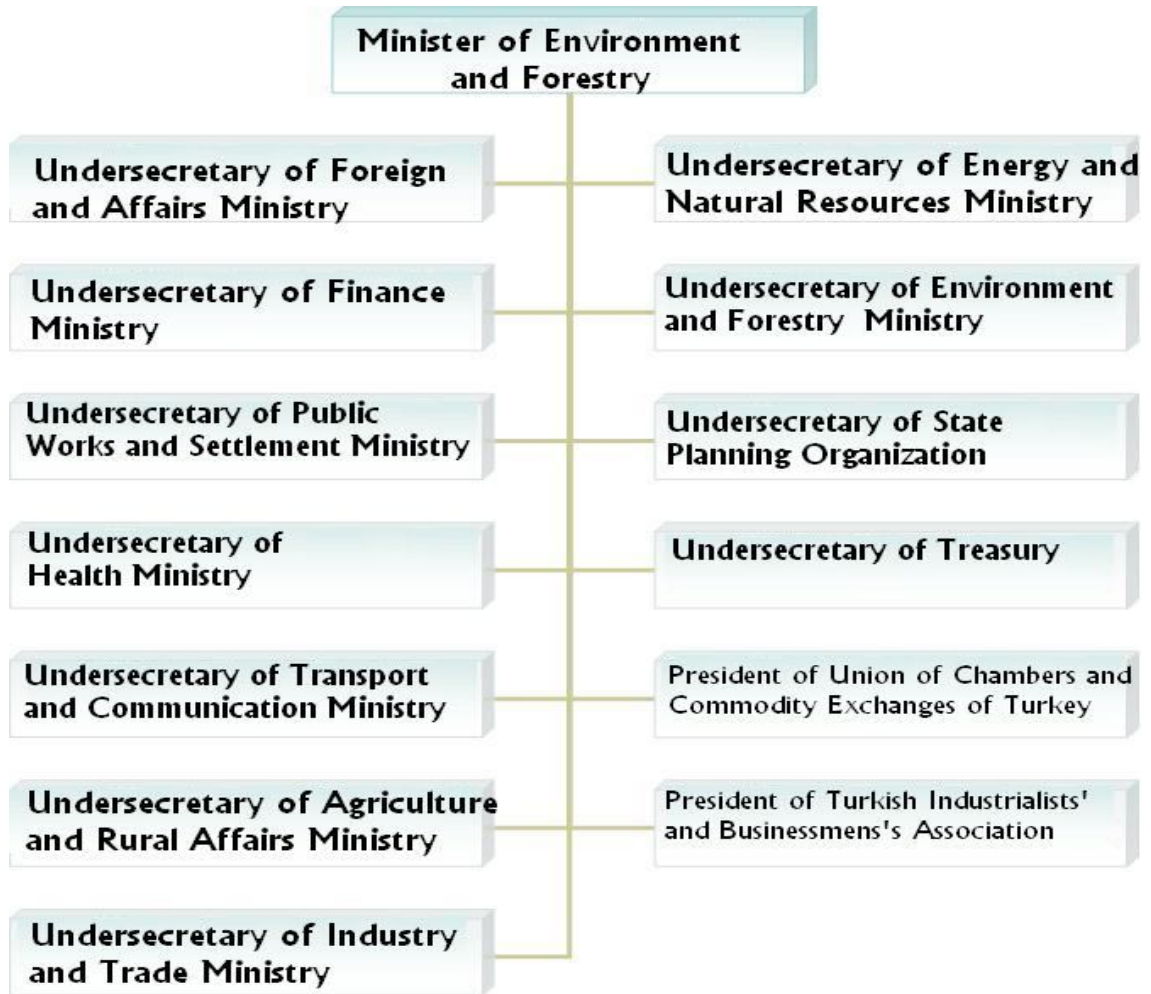 Minister of Environment
and Forestry
Undersecretary of Foreign
and Affairs Ministry
Undersecretary of Energy and
Natural Resources Ministry
Undersecretary of Finance
Ministry
Undersecretary of Environment
and Forestry Ministry
Undersecretary of Public
Works and Settlement Ministry
Undersecretary of State
Planning Organization
Undersecretary of
Health Ministry
Undersecretary of Treasury
Undersecretary of Transport
and Communication Ministry
President of Union of Chambers and
Commodity Exchanges of Turkey
Undersecretary of Agriculture
and Rural Affairs Ministry
President of Turkish Industrialists'
and Businessmens's Association
Undersecretary of Industry
and Trade Ministry